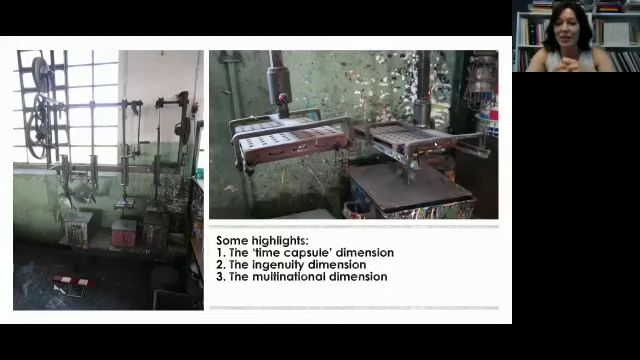 Some highlights:
1. The 'time capsule' dimension
2. The ingenuity dimension
3. The multinational dimension